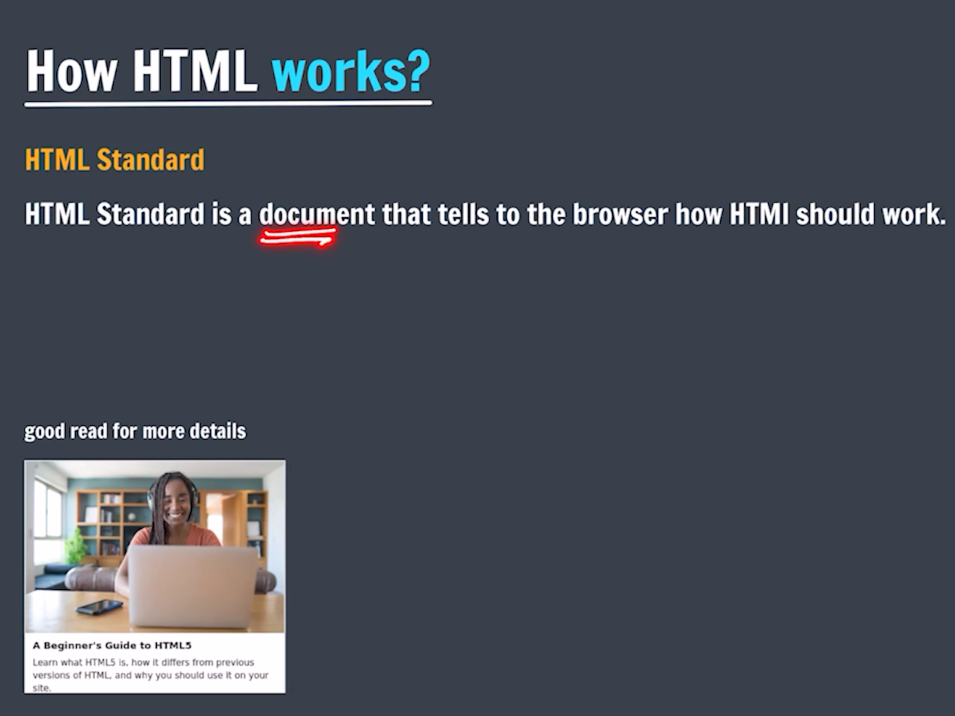 How HTML works?
HTML Standard
HTML Standard is a document that tells to the browser how HTMl should work.
good read for more details
A Beginner's Guide to HTML5
Learn what HTML5 is, how it differs from previous
versions of HTML, and why you should use it on your
site.